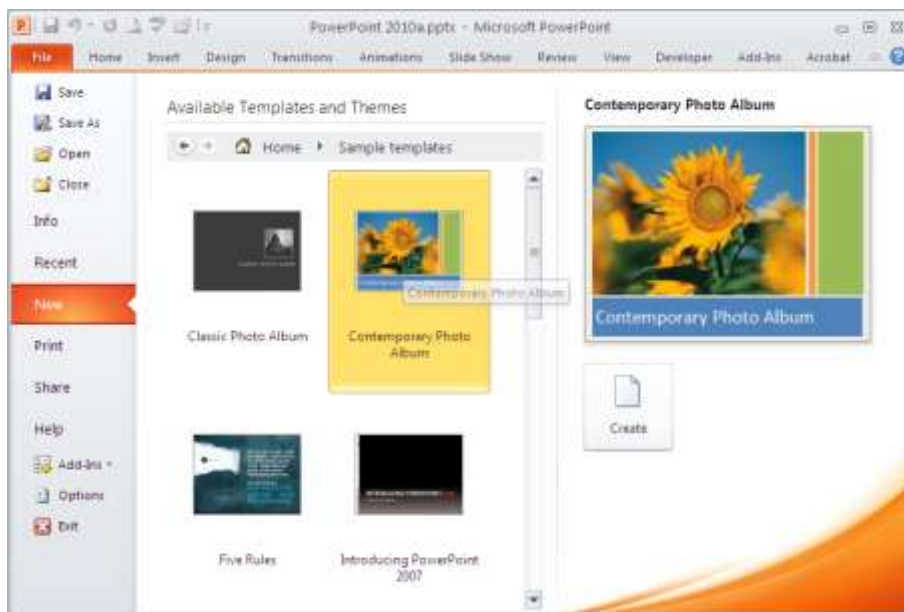 PowerPoint 2010a.pptx - Microsoft PowerPoint
File Home Insert Design Transitions Animations Slide Show Review View Developer Add-Ins Acrobat
Save
Save As
Open
Close
Info
Recent
New
Print
Share
Help
Add-Ins
Options
Exit
Available Templates and Themes
Home Sample templates
Classic Photo Album
Contemporary Photo Album
Contemporary Photo
Album
Five Rules
Introducing PowerPoint
2007
Contemporary Photo Album
Contemporary Photo Album
Create